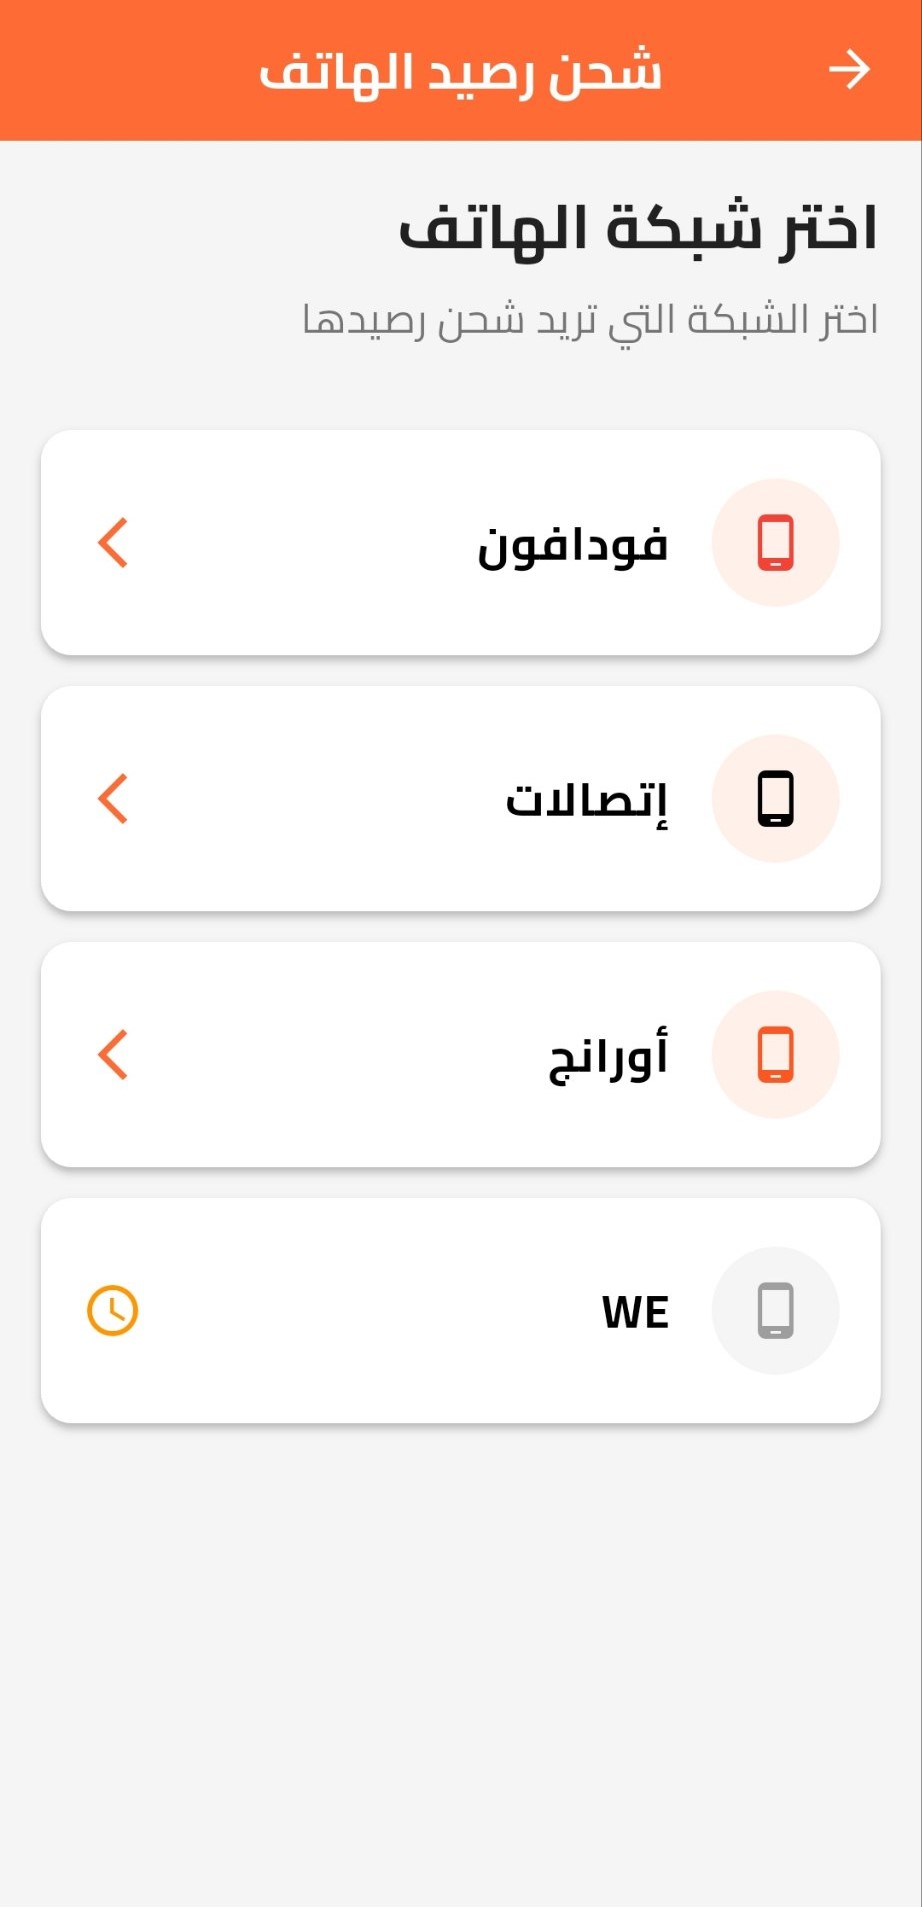 شحن رصيد الهاتف
اختر شبكة الهاتف
اختر الشبكة التي تريد شحن رصيدها
فودافون
إتصالات
أورانج
WE